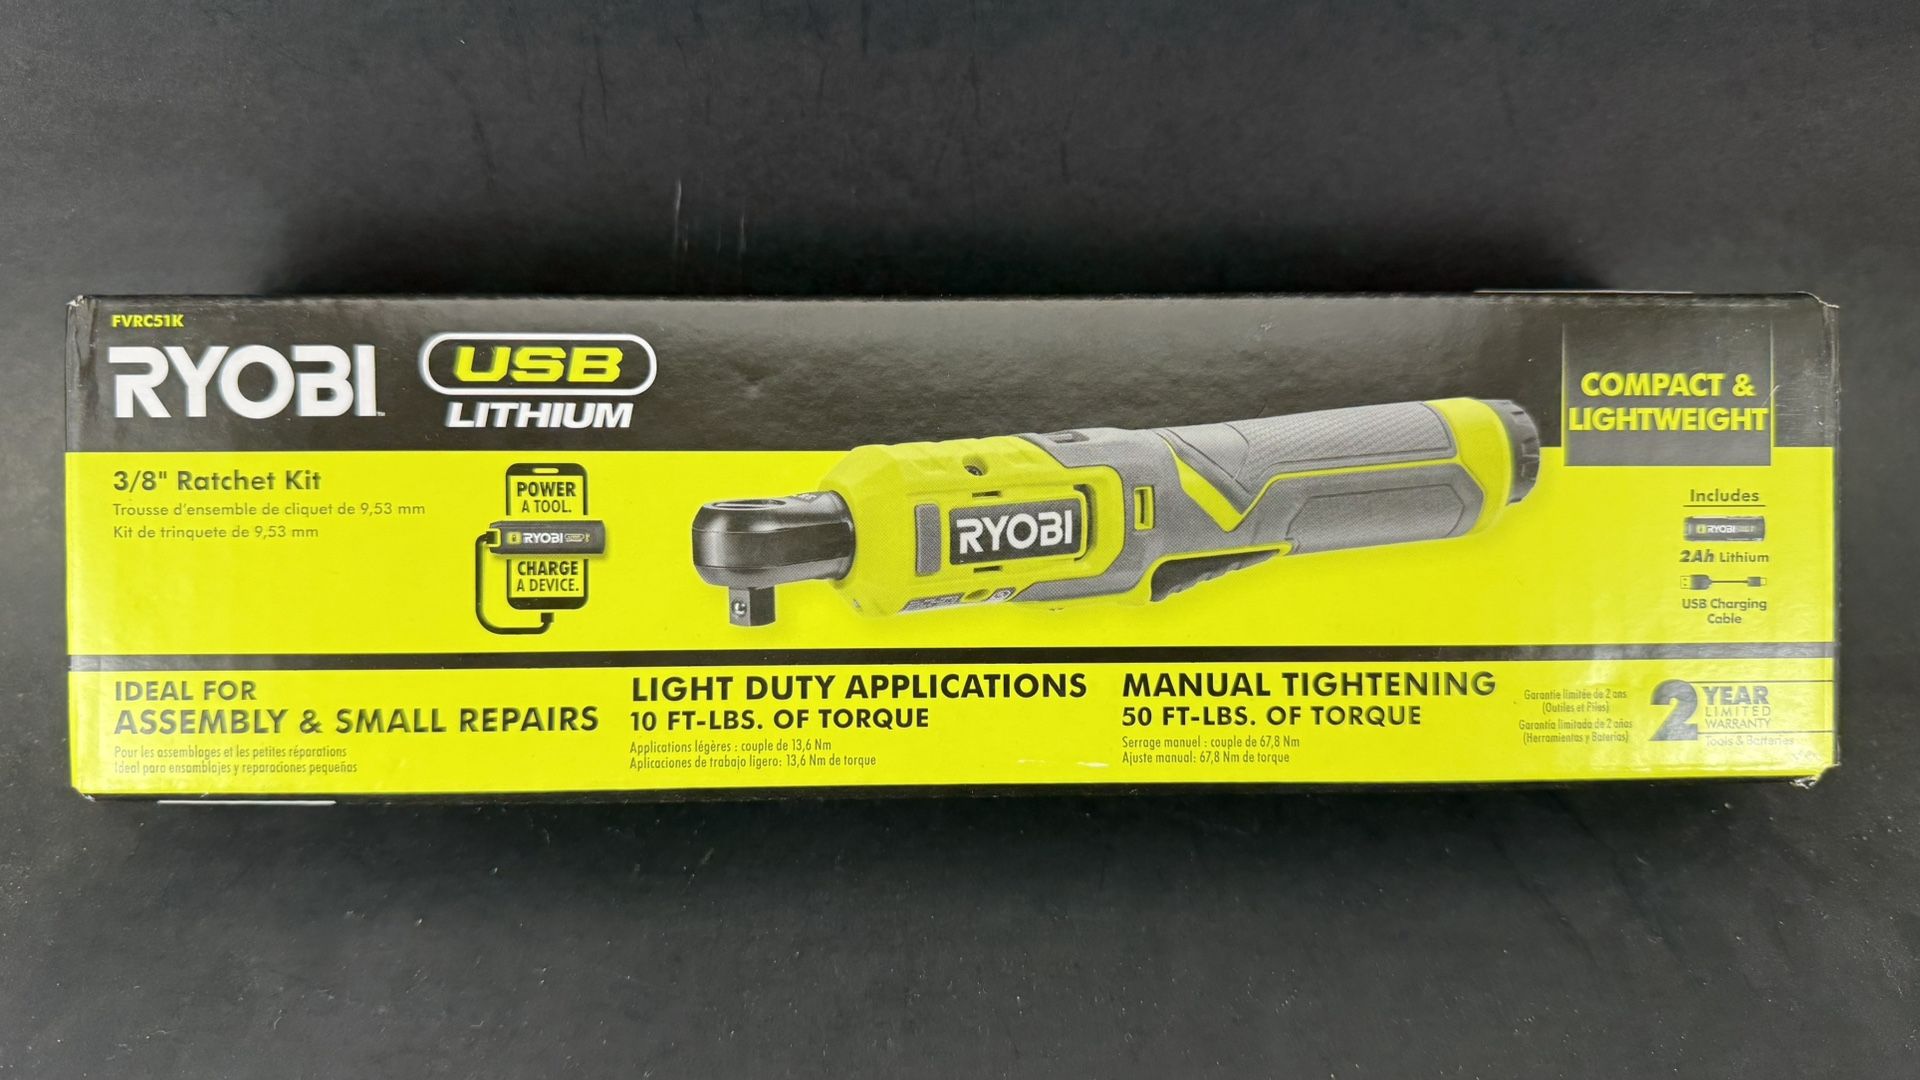 FVRC51K
RYOBI
USB
LITHIUM
3/8" Ratchet Kit
Trousse d'ensemble de cliquet de 9,53 mm
Kit de trinquete de 9,53 mm
POWER
A TOOL.
RYOBI
CHARGE
A DEVICE.
RYOBI
COMPACT &
LIGHTWEIGHT
Includes
RYOBI
2Ah Lithium
USB Charging
Cable
IDEAL FOR
ASSEMBLY & SMALL REPAIRS
Pour les assemblages et les petites réparations
Ideal para ensamblajes y reparaciones pequeñas
LIGHT DUTY APPLICATIONS
10 FT-LBS. OF TORQUE
Applications légères : couple de 13,6 Nm
Aplicaciones de trabajo ligero: 13,6 Nm de torque
MANUAL TIGHTENING
50 FT-LBS. OF TORQUE
Serrage manuel : couple de 67,8 Nm
Ajuste manual: 67,8 Nm de torque
Garantie limitée de 2 ans
(Outiles et Piles)
Garantía limitada de 2 años
(Herramientas y Baterías)
2 YEAR
LIMITED
WARRANTY
Tools & Batteries